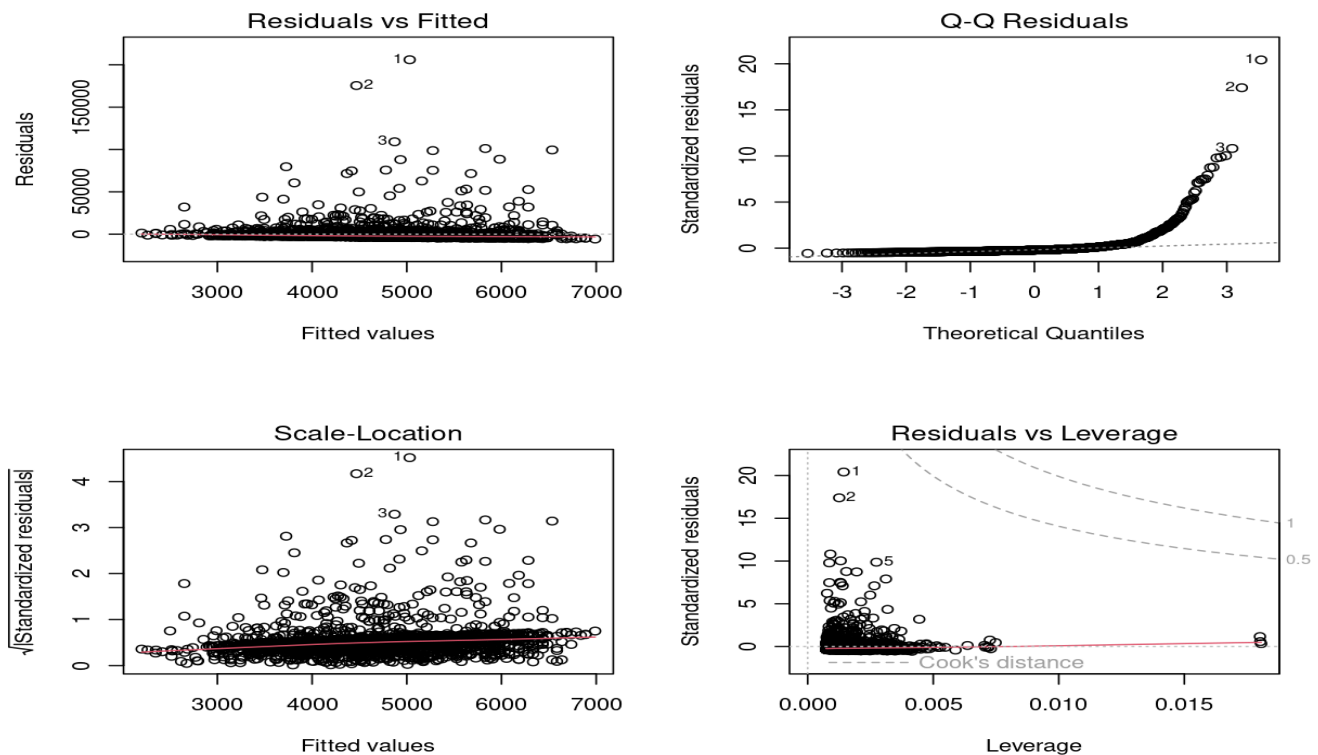 Residuals vs Fitted
Residuals
0
50000
150000
1
2
3
3000 4000 5000 6000 7000
Fitted values
Q-Q Residuals
Standardized residuals
0
5
10
15
20
1
2
3
-3 -2 -1 0 1 2 3
Theoretical Quantiles
Scale-Location
√|Standardized residuals|
0
1
2
3
4
1
2
3
3000 4000 5000 6000 7000
Fitted values
Residuals vs Leverage
Standardized residuals
0
5
10
15
20
1
2
5
1
0.5
Cook's distance
0.000 0.005 0.010 0.015
Leverage